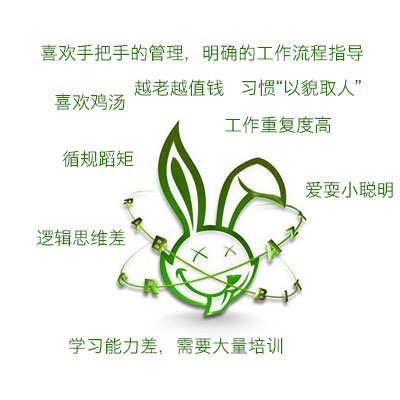 喜欢手把手的管理，明确的工作流程指导
越老越值钱 习惯“以貌取人”
喜欢鸡汤
工作重复度高
循规蹈矩
爱耍小聪明
逻辑思维差
学习能力差，需要大量培训